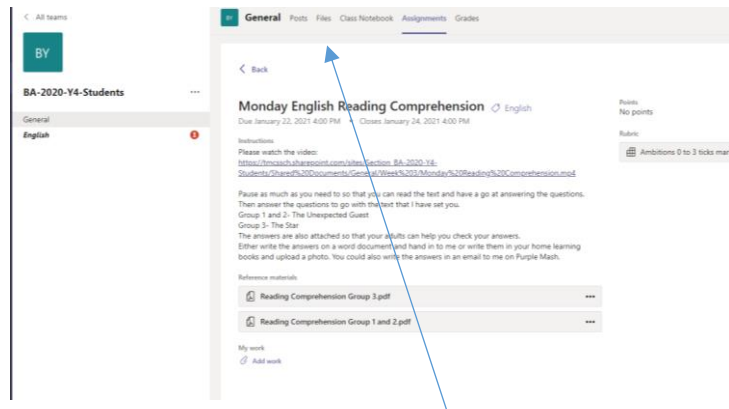 < All teams
BY
BA-2020-Y4-Students ...
General
English
BY General Posts Files Class Notebook Assignments Grades
< Back
Monday English Reading Comprehension English
Due January 22, 2021 4:00 PM • Closes January 24, 2021 4:00 PM
Instructions
Please watch the video:
https://tmcassch.sharepoint.com/sites/Section_BA-2020-Y4-
Students/Shared%20Documents/General/Week%203/Monday%20Reading%20Comprehension.mp4
Pause as much as you need to so that you can read the text and have a go at answering the questions.
Then answer the questions to go with the text that I have set you.
Group 1 and 2- The Unexpected Guest
Group 3- The Star
The answers are also attached so that your adults can help you check your answers.
Either write the answers on a word document and hand in to me or write them in your home learning
books and upload a photo. You could also write the answers in an email to me on Purple Mash.
Reference materials
Reading Comprehension Group 3.pdf ...
Reading Comprehension Group 1 and 2.pdf ...
My work
Add work
Points
No points
Rubric
Ambitions 0 to 3 ticks mar